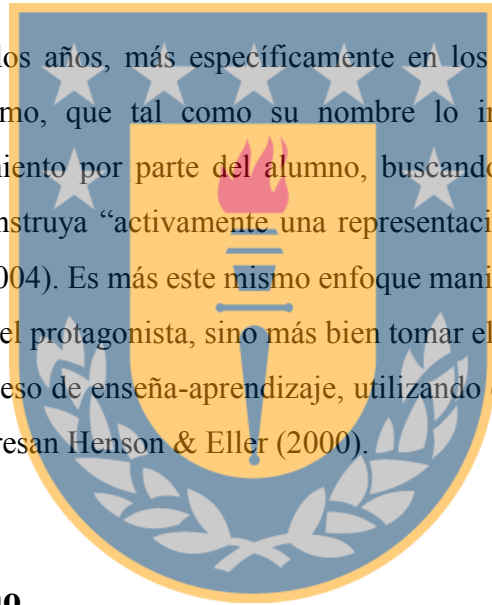 los años, más específicamente en los
mo, que tal como su nombre lo in
miento por parte del alumno, buscando
nstruya “activamente una representaci
004). Es más este mismo enfoque mani
el protagonista, sino más bien tomar el
eso de enseña-aprendizaje, utilizando
resan Henson & Eller (2000).
no